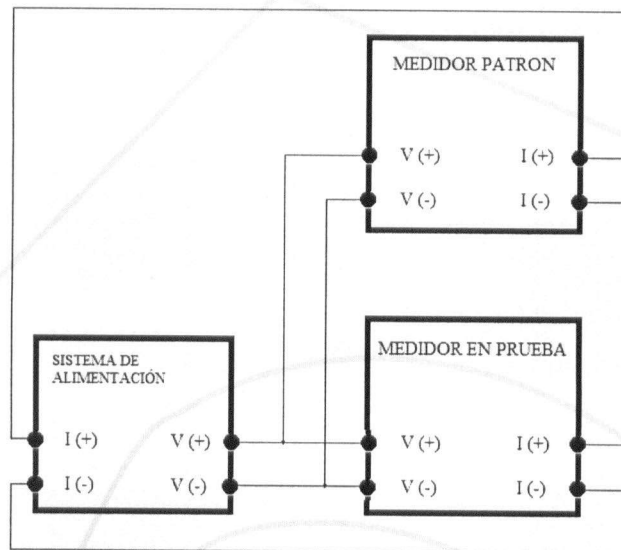 MEDIDOR PATRON
V (+) I (+)
V (-) I (-)
SISTEMA DE
ALIMENTACIÓN
I (+) V (+)
I (-) V (-)
MEDIDOR EN PRUEBA
V (+) I (+)
V (-) I (-)